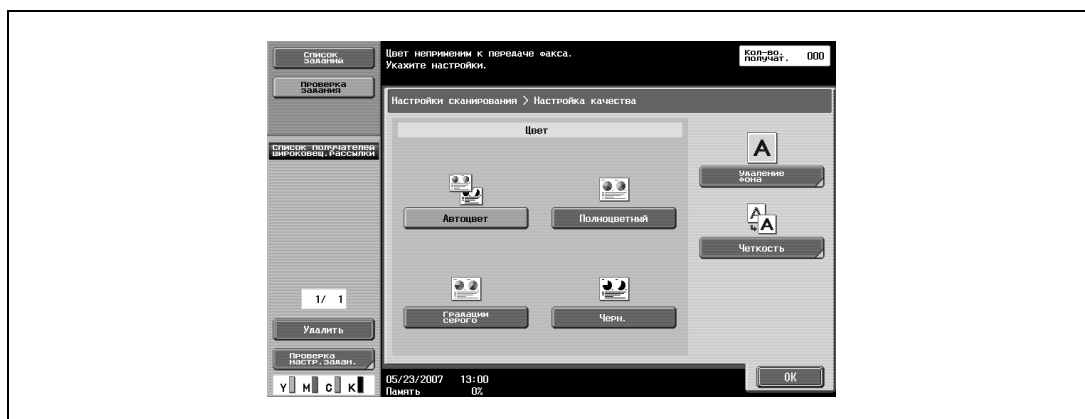 Список
заданий
Проверка
задания
Список получателей
широковещ.рассылки
1/ 1
Удалить
Проверка
настр.задан.
Y M C K
Цвет неприменим к передаче факса.
Укажите настройки.
Кол-во.
получат. 000
Настройки сканирования > Настройка качества
Цвет
Автоцвет
Полноцветный
Градации
серого
Черн.
A
Удаление
фона
A A
Четкость
05/23/2007 13:00
Память 0%
OK